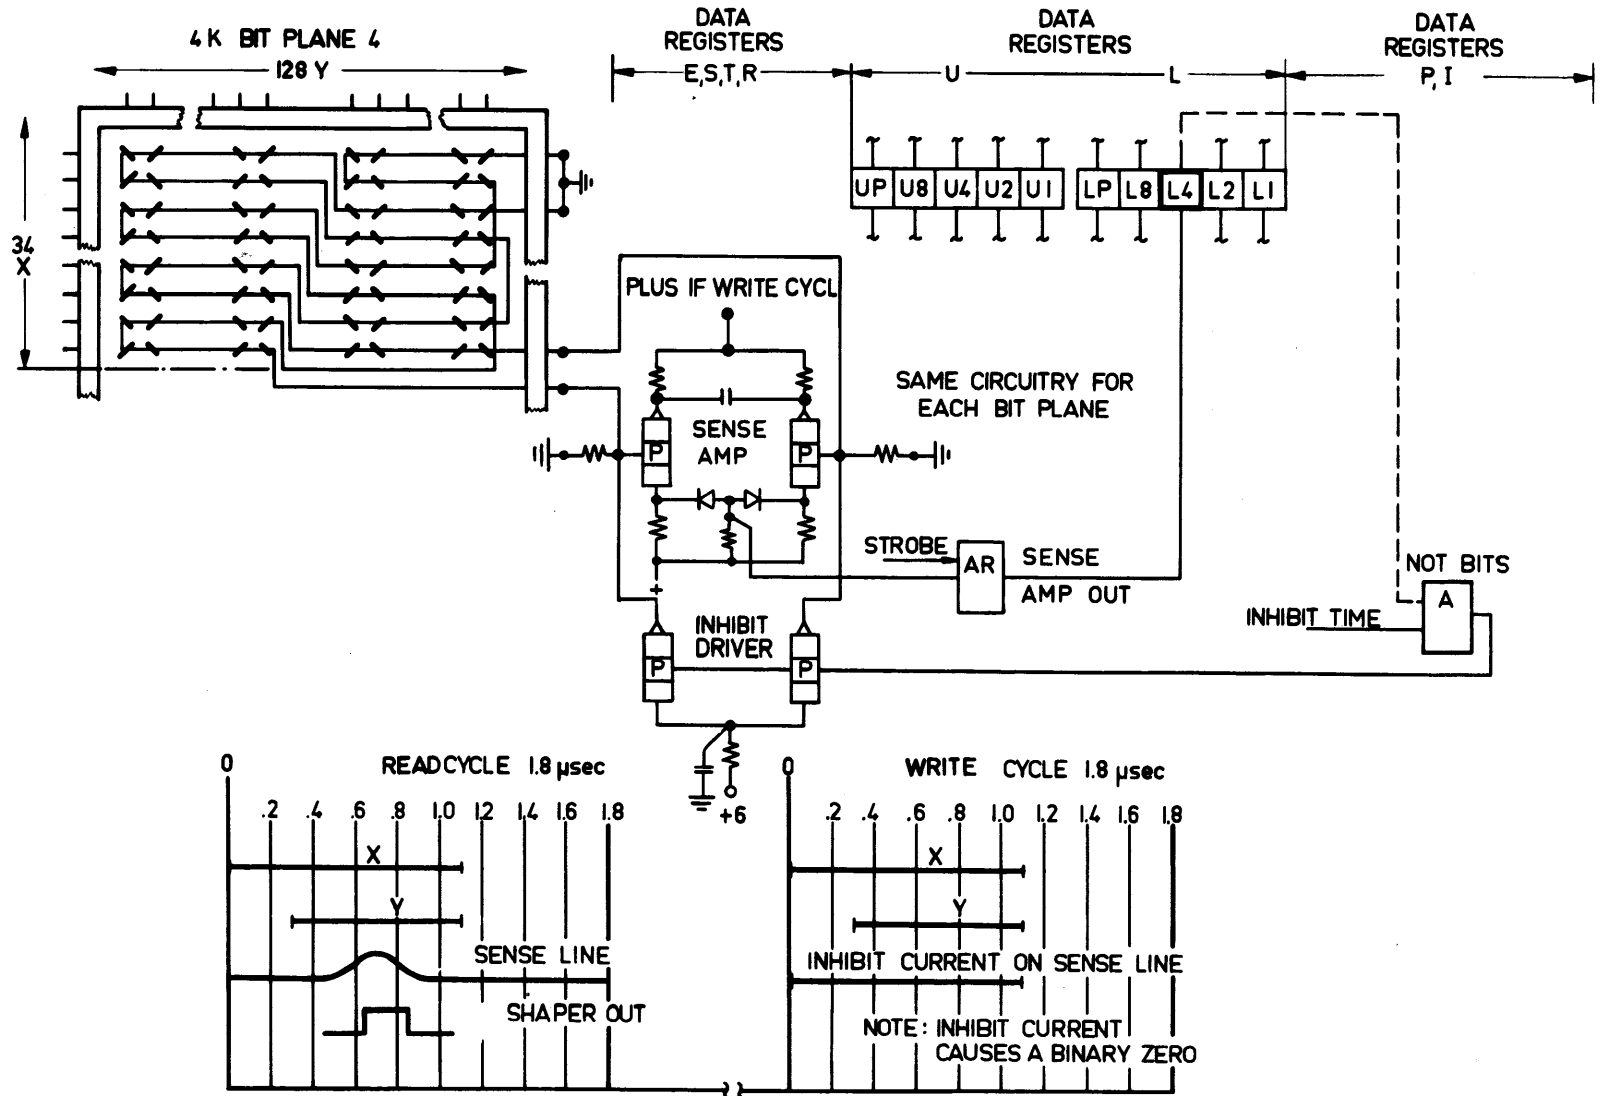 4K BIT PLANE 4
128 Y
34
X
DATA
REGISTERS
E,S,T,R
DATA
REGISTERS
U L
DATA
REGISTERS
P, I
UP U8 U4 U2 U1 LP L8 L4 L2 L1
PLUS IF WRITE CYCL
SENSE
AMP
P P
SAME CIRCUITRY FOR
EACH BIT PLANE
+
STROBE
AR
SENSE
AMP OUT
NOT BITS
A
INHIBIT TIME
INHIBIT
DRIVER
P P
+6
0 READCYCLE 1.8 µsec
.2 .4 .6 .8 1.0 1.2 1.4 1.6 1.8
X
Y
SENSE LINE
SHAPER OUT
0 WRITE CYCLE 1.8 µsec
.2 .4 .6 .8 1.0 1.2 1.4 1.6 1.8
X
Y
INHIBIT CURRENT ON SENSE LINE
NOTE: INHIBIT CURRENT
CAUSES A BINARY ZERO